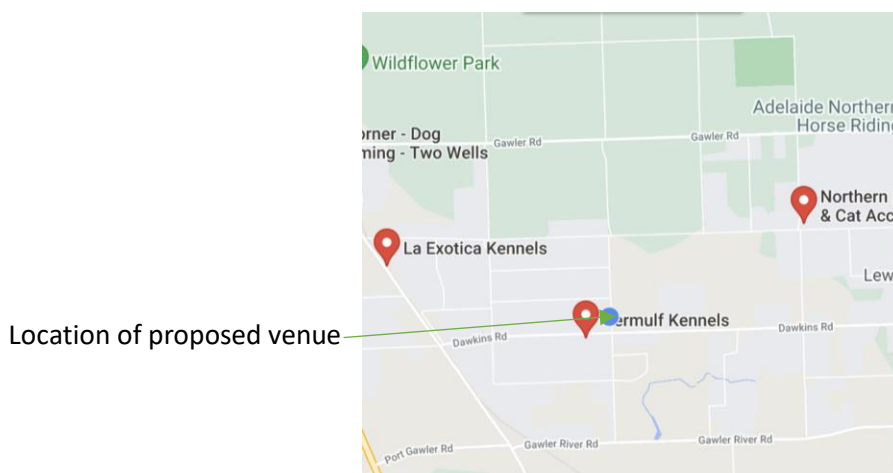 Wildflower Park
Adelaide Northern
Horse Riding
orner - Dog
ming - Two Wells
Gawler Rd
Gawler Rd
Northern
& Cat Acc
La Exotica Kennels
Lew
Location of proposed venue
ermulf Kennels
Dawkins Rd
Dawkins Rd
Port Gawler Rd
Gawler River Rd
Gawler River Rd